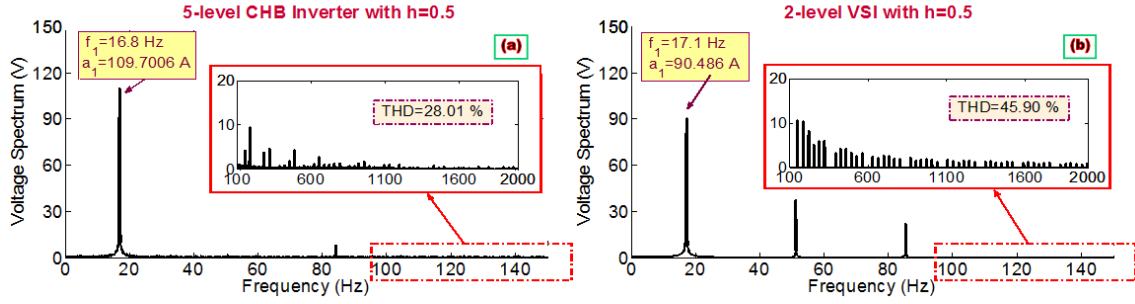 5-level CHB Inverter with h=0.5
Voltage Spectrum (V)
150
120
90
60
30
0
f1=16.8 Hz
a1=109.7006 A
(a)
20
10
0
THD=28.01 %
100 600 1100 1400 2000
0 20 40 60 80 100 120 140
Frequency (Hz)
2-level VSI with h=0.5
Voltage Spectrum (V)
150
120
90
60
30
0
f1=17.1 Hz
a1=90.486 A
(b)
20
10
0
THD=45.90 %
100 600 1100 1600 2000
0 20 40 60 80 100 120 140
Frequency (Hz)